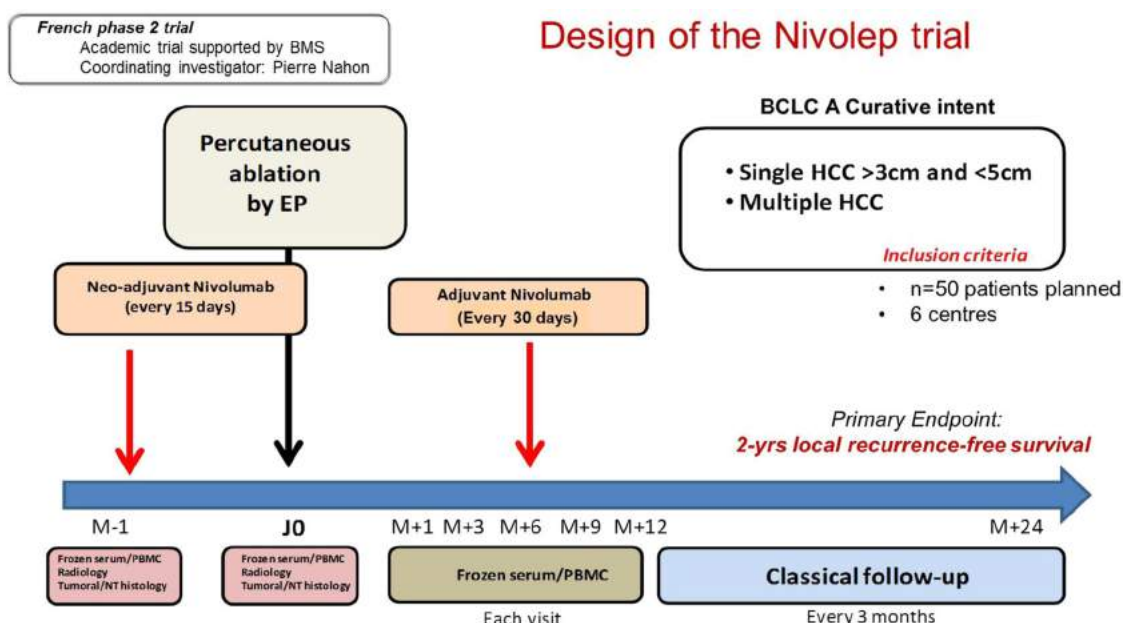 French phase 2 trial
Academic trial supported by BMS
Coordinating investigator: Pierre Nahon
Design of the Nivolep trial
Percutaneous
ablation
by EP
BCLC A Curative intent
• Single HCC >3cm and <5cm
• Multiple HCC
Inclusion criteria
• n=50 patients planned
• 6 centres
Neo-adjuvant Nivolumab
(every 15 days)
Adjuvant Nivolumab
(Every 30 days)
Primary Endpoint:
2-yrs local recurrence-free survival
M-1 J0 M+1 M+3 M+6 M+9 M+12 M+24
Frozen serum/PBMC
Radiology
Tumoral/NT histology
Frozen serum/PBMC
Radiology
Tumoral/NT histology
Frozen serum/PBMC
Each visit
Classical follow-up
Every 3 months